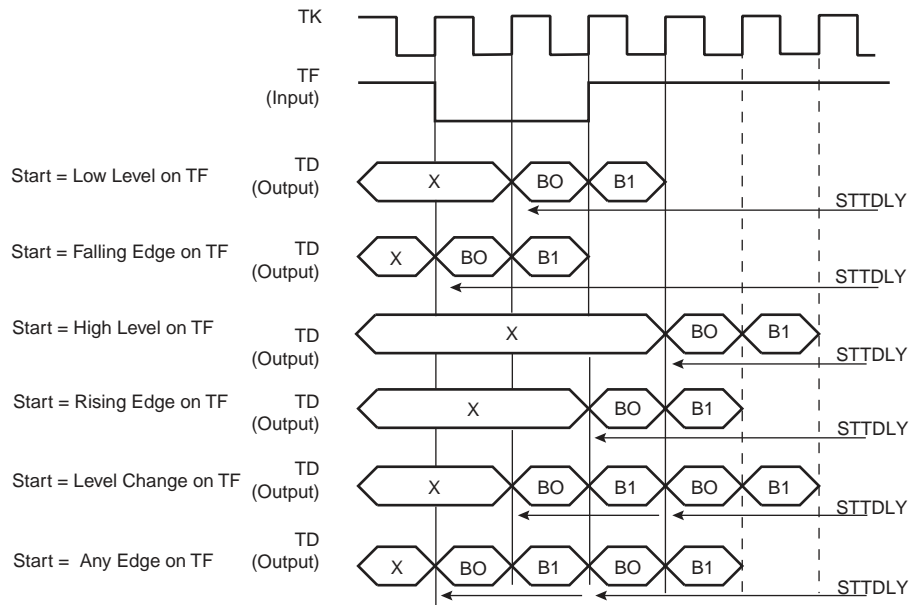 TK
TF
(Input)
Start = Low Level on TF
TD
(Output)
X
BO
B1
STTDLY
Start = Falling Edge on TF
TD
(Output)
X
BO
B1
STTDLY
Start = High Level on TF
TD
(Output)
X
BO
B1
STTDLY
Start = Rising Edge on TF
TD
(Output)
X
BO
B1
STTDLY
Start = Level Change on TF
TD
(Output)
X
BO
B1
BO
B1
STTDLY
Start = Any Edge on TF
TD
(Output)
X
BO
B1
BO
B1
STTDLY